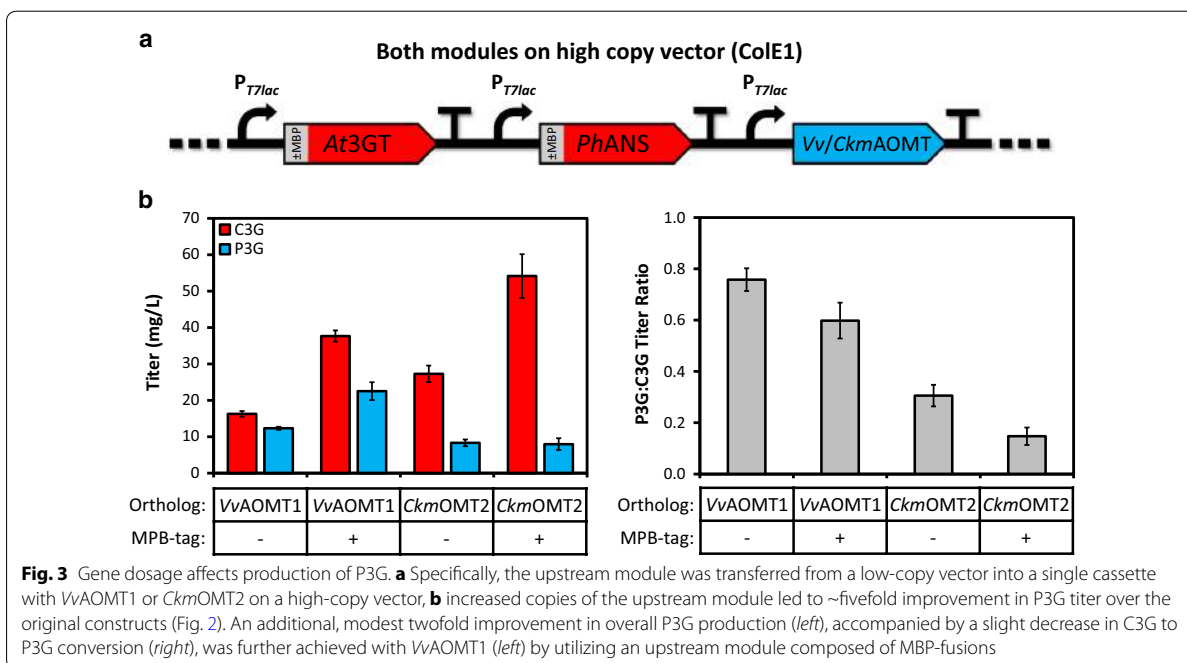 a
Both modules on high copy vector (ColE1)
PT7lac PT7lac PT7lac
±MBP At3GT ±MBP PhANS Vv/CkmAOMT
b
C3G
P3G
Titer (mg/L)
70
60
50
40
30
20
10
0
Ortholog: VvAOMT1 VvAOMT1 CkmOMT2 CkmOMT2
MPB-tag: - + - +
P3G:C3G Titer Ratio
1.0
0.8
0.6
0.4
0.2
0.0
Ortholog: VvAOMT1 VvAOMT1 CkmOMT2 CkmOMT2
MPB-tag: - + - +
Fig. 3 Gene dosage affects production of P3G. a Specifically, the upstream module was transferred from a low-copy vector into a single cassette
with VvAOMT1 or CkmOMT2 on a high-copy vector, b increased copies of the upstream module led to ~fivefold improvement in P3G titer over the
original constructs (Fig. 2). An additional, modest twofold improvement in overall P3G production (left), accompanied by a slight decrease in C3G to
P3G conversion (right), was further achieved with VvAOMT1 (left) by utilizing an upstream module composed of MBP-fusions